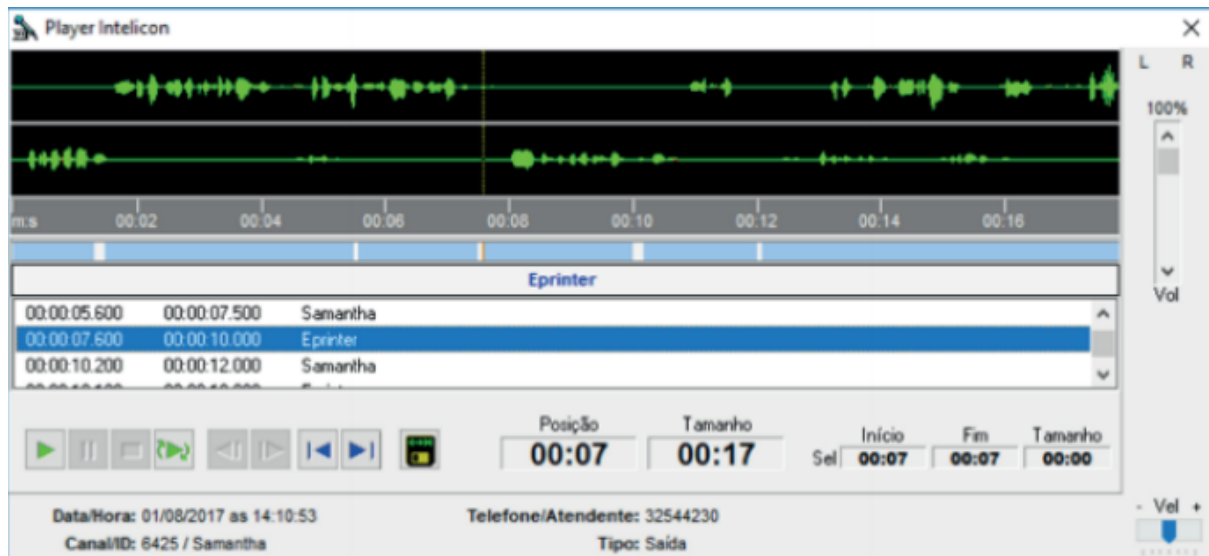 Player Intelicon
L R
100%
m:s 00:02 00:04 00:06 00:08 00:10 00:12 00:14 00:16
Vol
Eprinter
00:00:05.600 00:00:07.500 Samantha
00:00:07.600 00:00:10.000 Eprinter
00:00:10.200 00:00:12.000 Samantha
Posição Tamanho
00:07 00:17
Início Fim Tamanho
Sel 00:07 00:07 00:00
Data/Hora: 01/08/2017 as 14:10:53 Telefone/Atendente: 32544230
Canal/ID: 6425 / Samantha Tipo: Saída
- Vel +